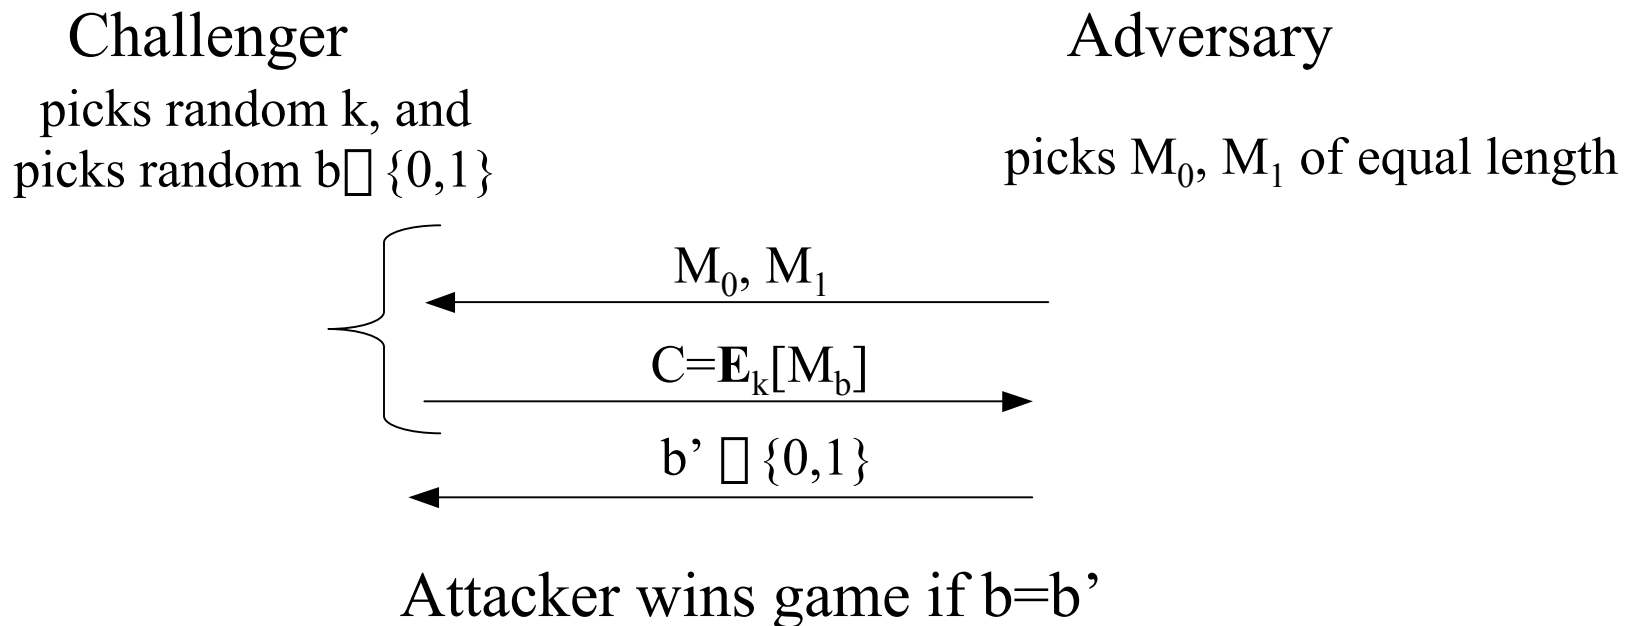 Challenger
Adversary
picks random k, and
picks random b▯ {0,1}
picks M₀, M₁ of equal length
M₀, M₁
C=Eₖ[M_b]
b’ ▯ {0,1}
Attacker wins game if b=b’